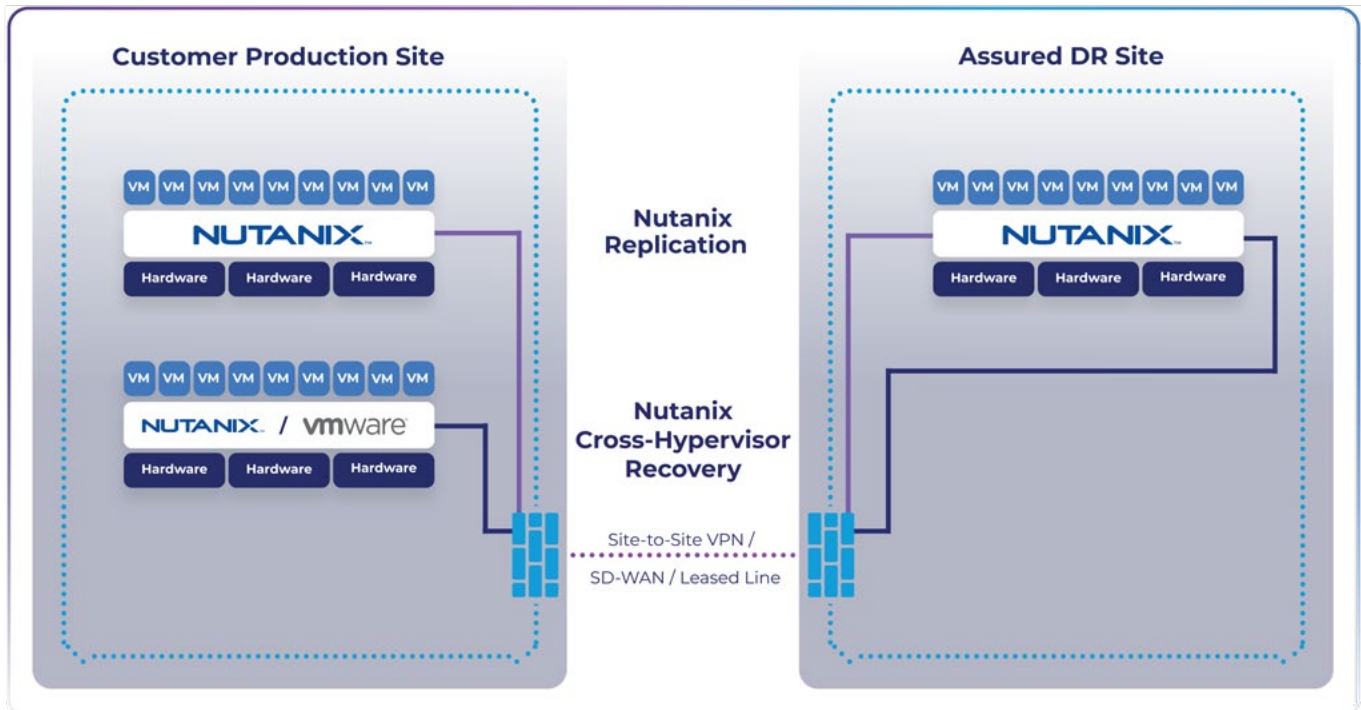 Customer Production Site
Assured DR Site
VM VM VM VM VM VM VM VM VM
NUTANIX™
Hardware Hardware Hardware
Nutanix
Replication
VM VM VM VM VM VM VM VM VM
NUTANIX™
Hardware Hardware Hardware
VM VM VM VM VM VM VM VM VM
NUTANIX™ / vmware®
Hardware Hardware Hardware
Nutanix
Cross-Hypervisor
Recovery
Site-to-Site VPN /
SD-WAN / Leased Line